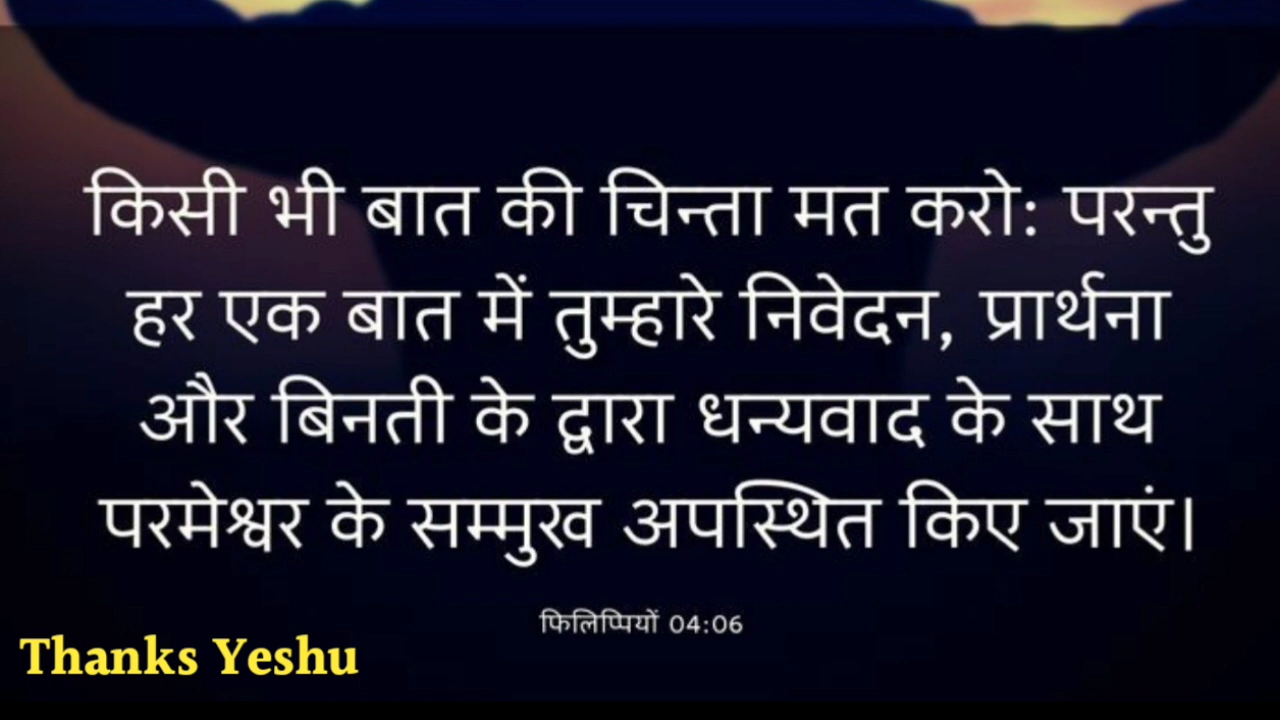 किसी भी बात की चिन्ता मत करो: परन्तु
हर एक बात में तुम्हारे निवेदन, प्रार्थना
और बिनती के द्वारा धन्यवाद के साथ
परमेश्वर के सम्मुख अपस्थित किए जाएं।
फिलिप्पियों 04:06
Thanks Yeshu